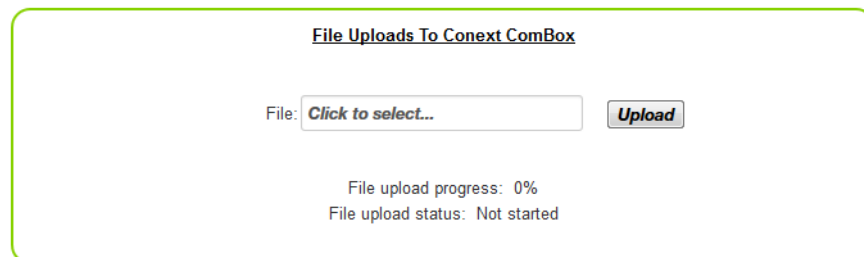 File Uploads To Conext ComBox
File: Click to select... Upload
File upload progress: 0%
File upload status: Not started